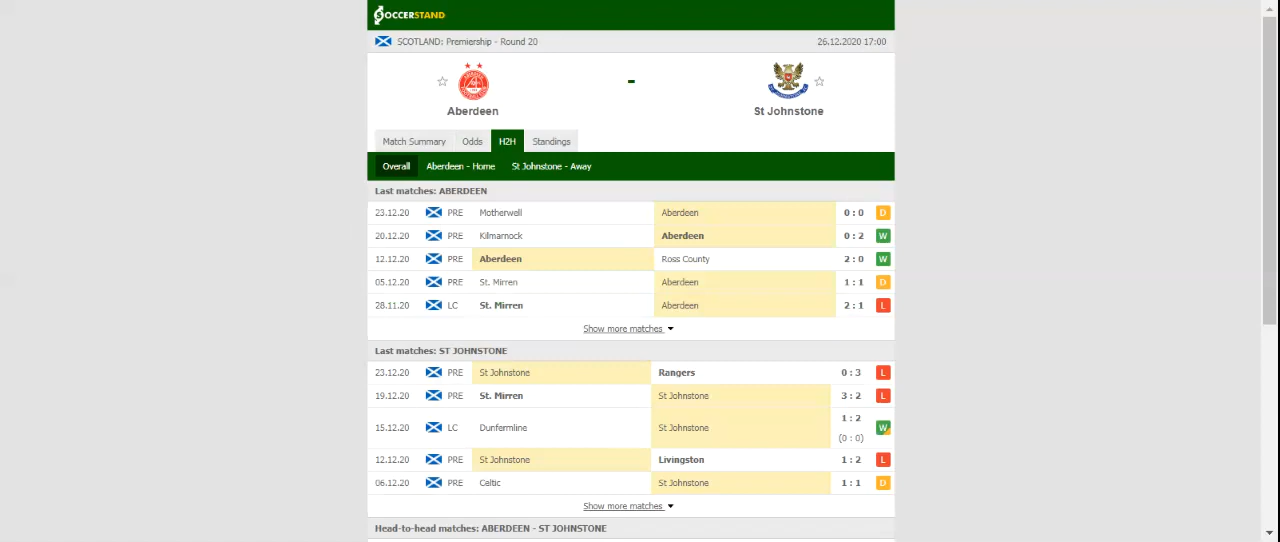 SOCCERSTAND
SCOTLAND: Premiership - Round 20 26.12.2020 17:00
-
Aberdeen St Johnstone
Match Summary Odds H2H Standings
Overall Aberdeen - Home St Johnstone - Away
Last matches: ABERDEEN
23.12.20 PRE Motherwell Aberdeen 0 : 0 D
20.12.20 PRE Kilmarnock Aberdeen 0 : 2 W
12.12.20 PRE Aberdeen Ross County 2 : 0 W
05.12.20 PRE St. Mirren Aberdeen 1 : 1 D
28.11.20 LC St. Mirren Aberdeen 2 : 1 L
Show more matches
Last matches: ST JOHNSTONE
23.12.20 PRE St Johnstone Rangers 0 : 3 L
19.12.20 PRE St. Mirren St Johnstone 3 : 2 L
15.12.20 LC Dunfermline St Johnstone 1 : 2 W
(0 : 0)
12.12.20 PRE St Johnstone Livingston 1 : 2 L
06.12.20 PRE Celtic St Johnstone 1 : 1 D
Show more matches
Head-to-head matches: ABERDEEN - ST JOHNSTONE